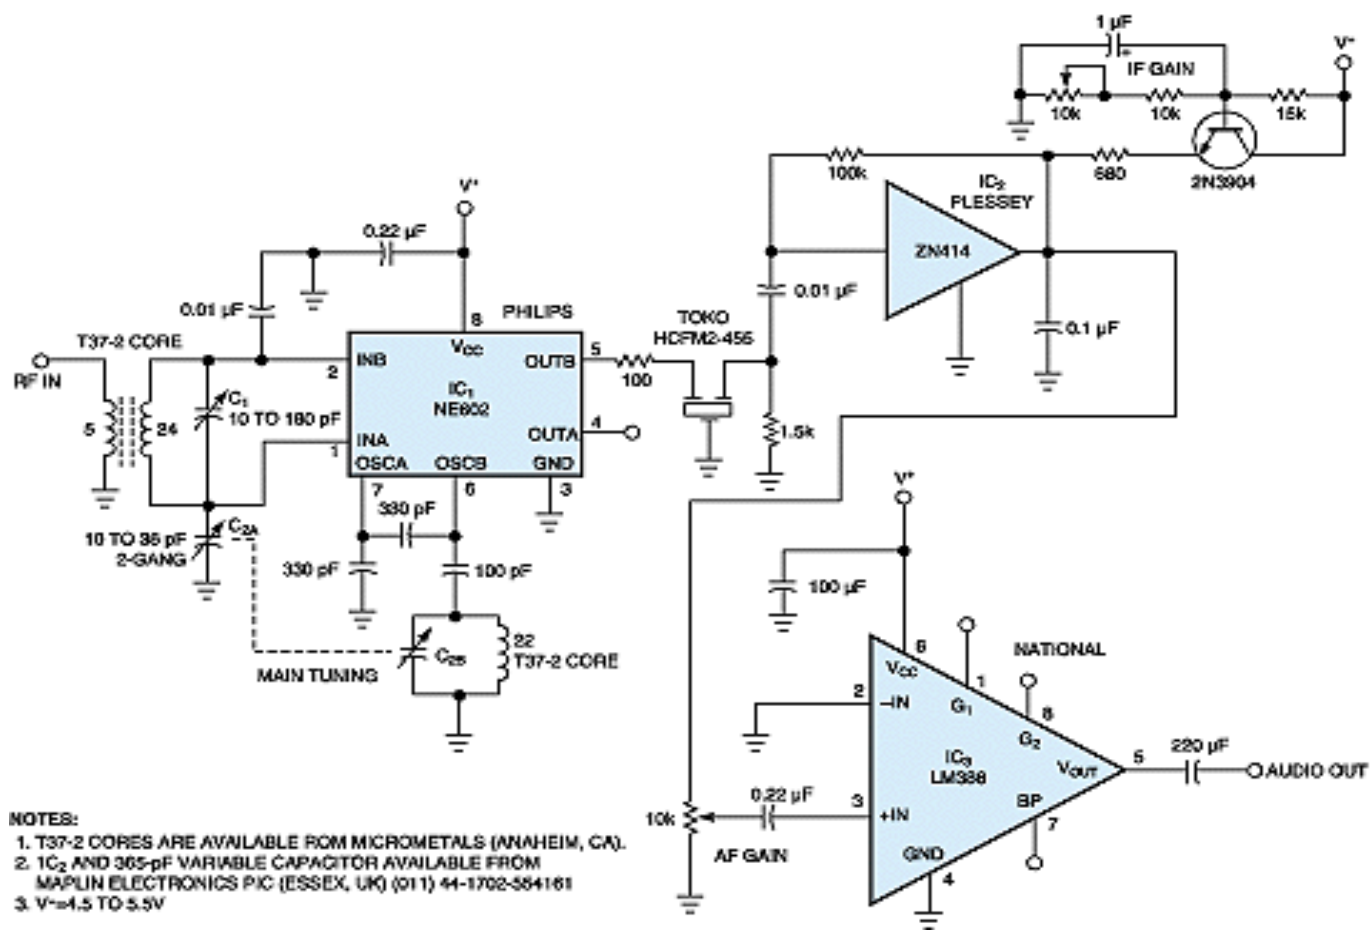 1 µF
V+
IF GAIN
10k
10k
15k
100k
680
2N3904
IC2
PLESSEY
ZN414
V+
0.22 µF
0.01 µF
PHILIPS
T37-2 CORE
RF IN
5
24
C1
10 TO 180 pF
2
INB
8
VCC
IC1
NE602
OUTB
5
100
TOKO
HCFM2-455
0.01 µF
0.1 µF
1
INA
OUTA
4
OSCA
OSCB
GND
7
6
3
1.5k
10 TO 36 pF
2-GANG
C2A
330 pF
330 pF
100 pF
C2B
22
T37-2 CORE
MAIN TUNING
V+
100 µF
6
VCC
1
G1
NATIONAL
8
G2
2
–IN
IC3
LM386
VOUT
5
220 µF
AUDIO OUT
10k
0.22 µF
3
+IN
AF GAIN
BP
7
GND
4
NOTES:
1. T37-2 CORES ARE AVAILABLE ROM MICROMETALS (ANAHEIM, CA).
2. 1C2 AND 365-pF VARIABLE CAPACITOR AVAILABLE FROM
MAPLIN ELECTRONICS PIC (ESSEX, UK) (011) 44-1702-554161
3. V+=4.5 TO 5.5V